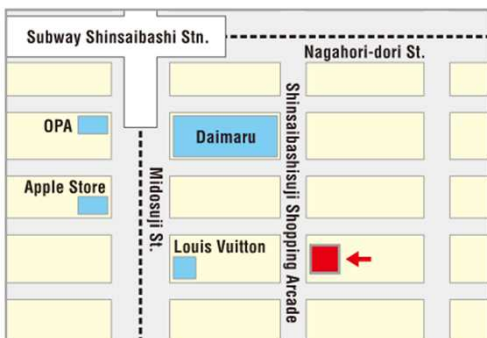 Subway Shinsaibashi Stn.
Nagahori-dori St.
OPA
Daimaru
Shinsaibashisuji Shopping Arcade
Apple Store
Midosuji St.
Louis Vuitton